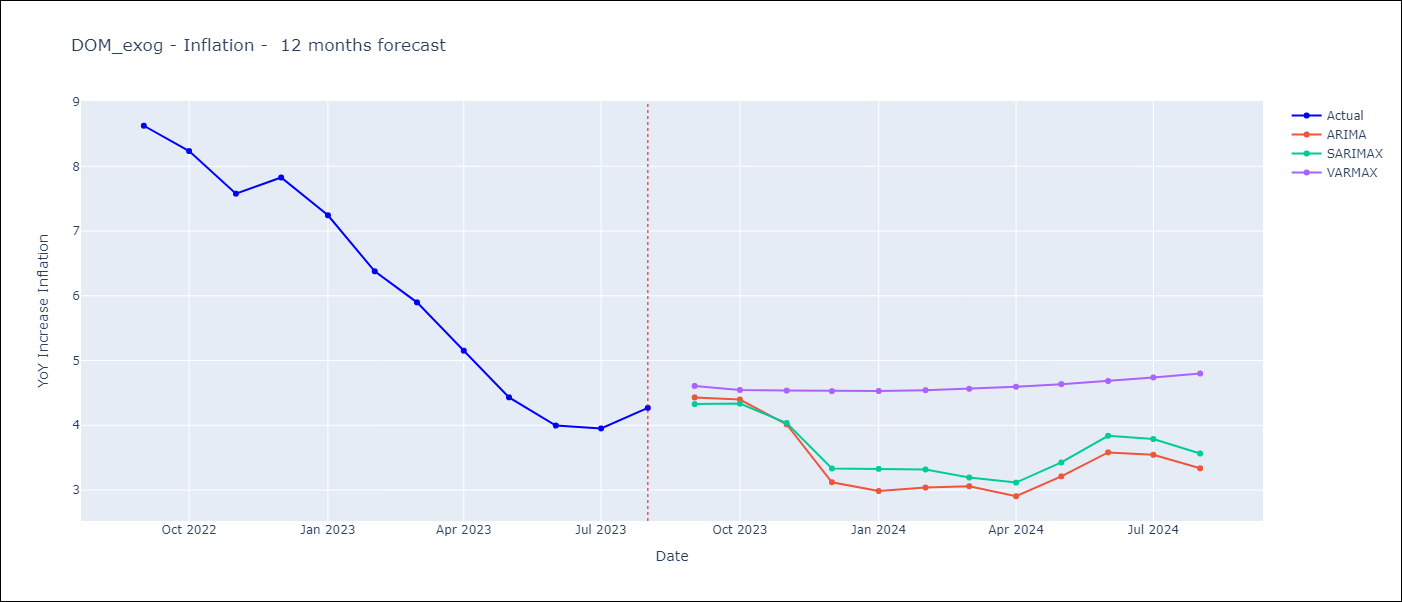 DOM_exog - Inflation -  12 months forecast
Actual
ARIMA
SARIMAX
VARMAX
YoY Increase Inflation
9
8
7
6
5
4
3
Oct 2022
Jan 2023
Apr 2023
Jul 2023
Oct 2023
Jan 2024
Apr 2024
Jul 2024
Date